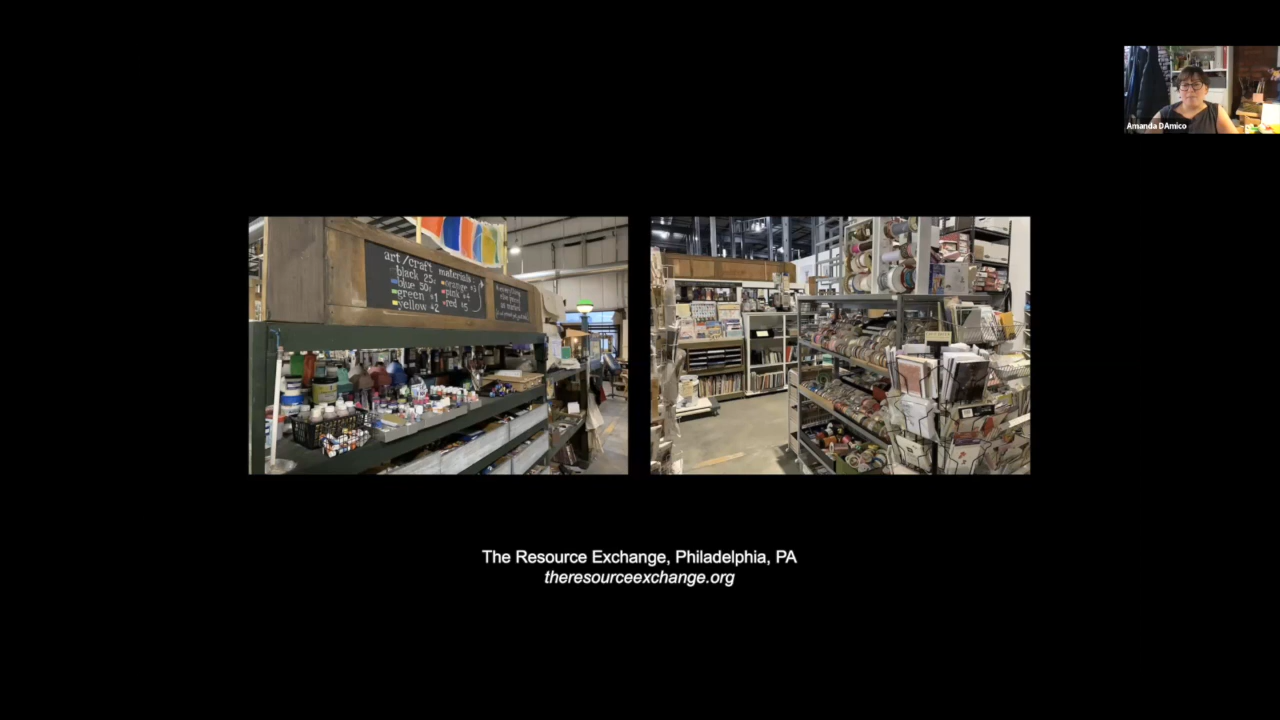 Amanda DAmico
art/craft materials
black 25¢
blue 50¢
green $1
yellow $2
orange $3
pink $4
red $5
The Resource Exchange, Philadelphia, PA
theresourceexchange.org